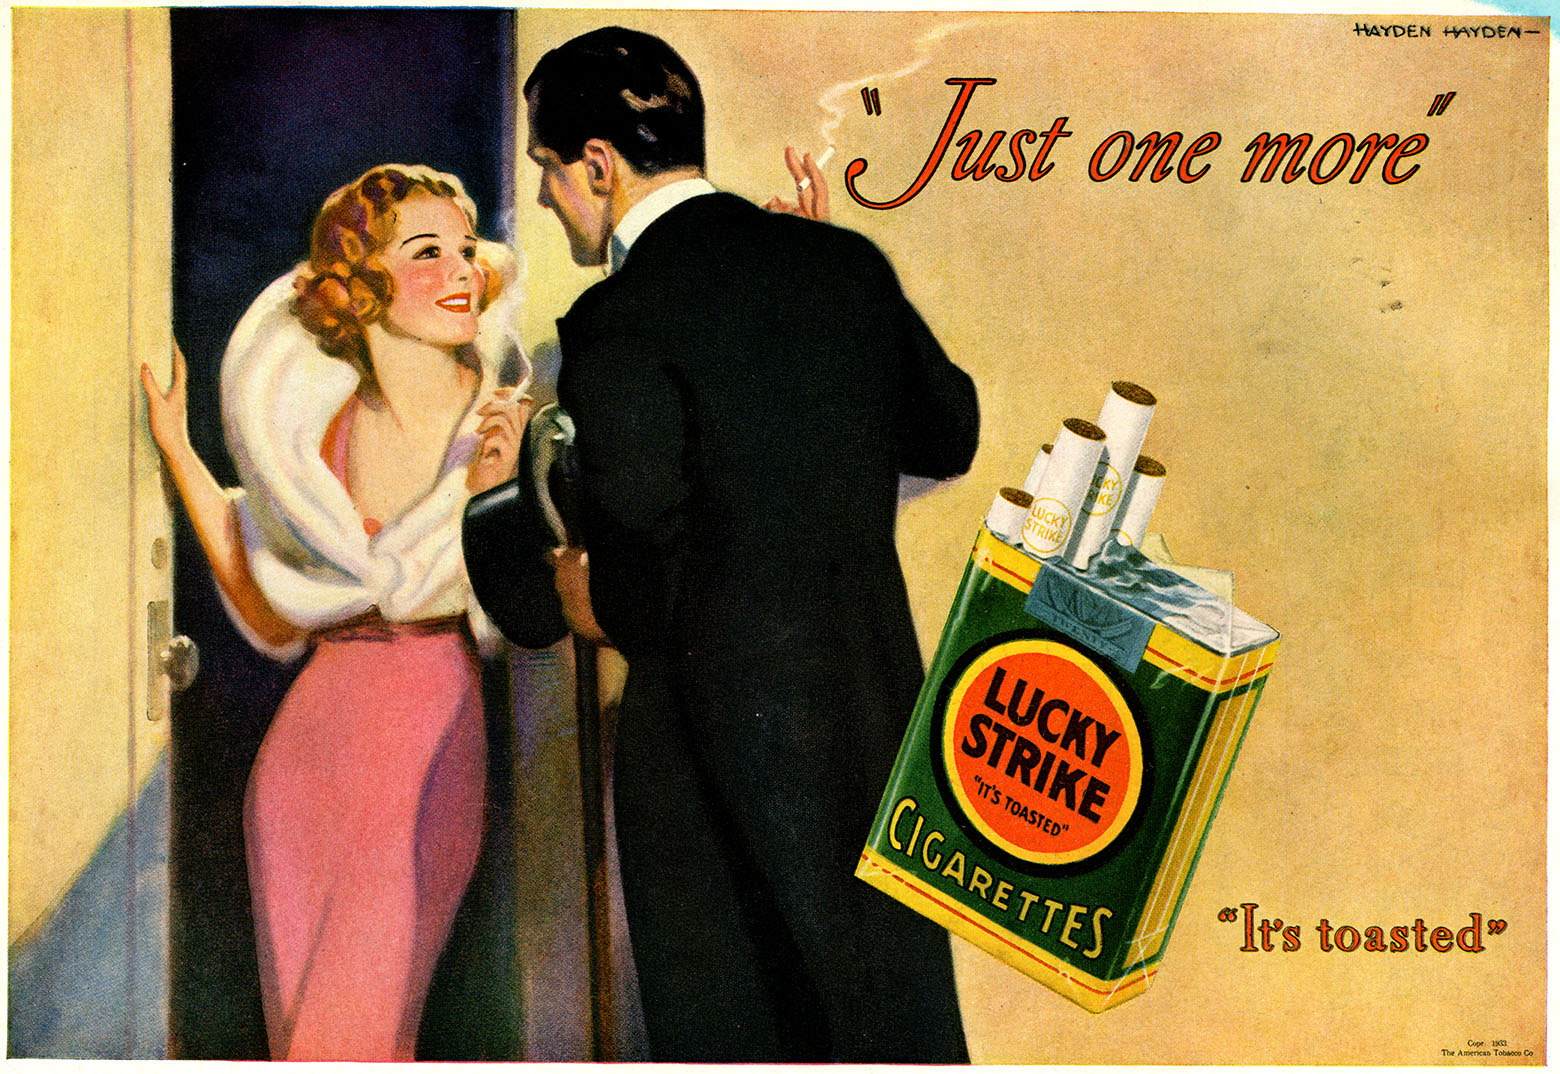 HAYDEN HAYDEN—
"Just one more"
LUCKY
STRIKE
LUCKY
STRIKE
TWENTY
LUCKY
STRIKE
"IT'S TOASTED"
CIGARETTES
"It's toasted"
Copr. 1933.
The American Tobacco Co